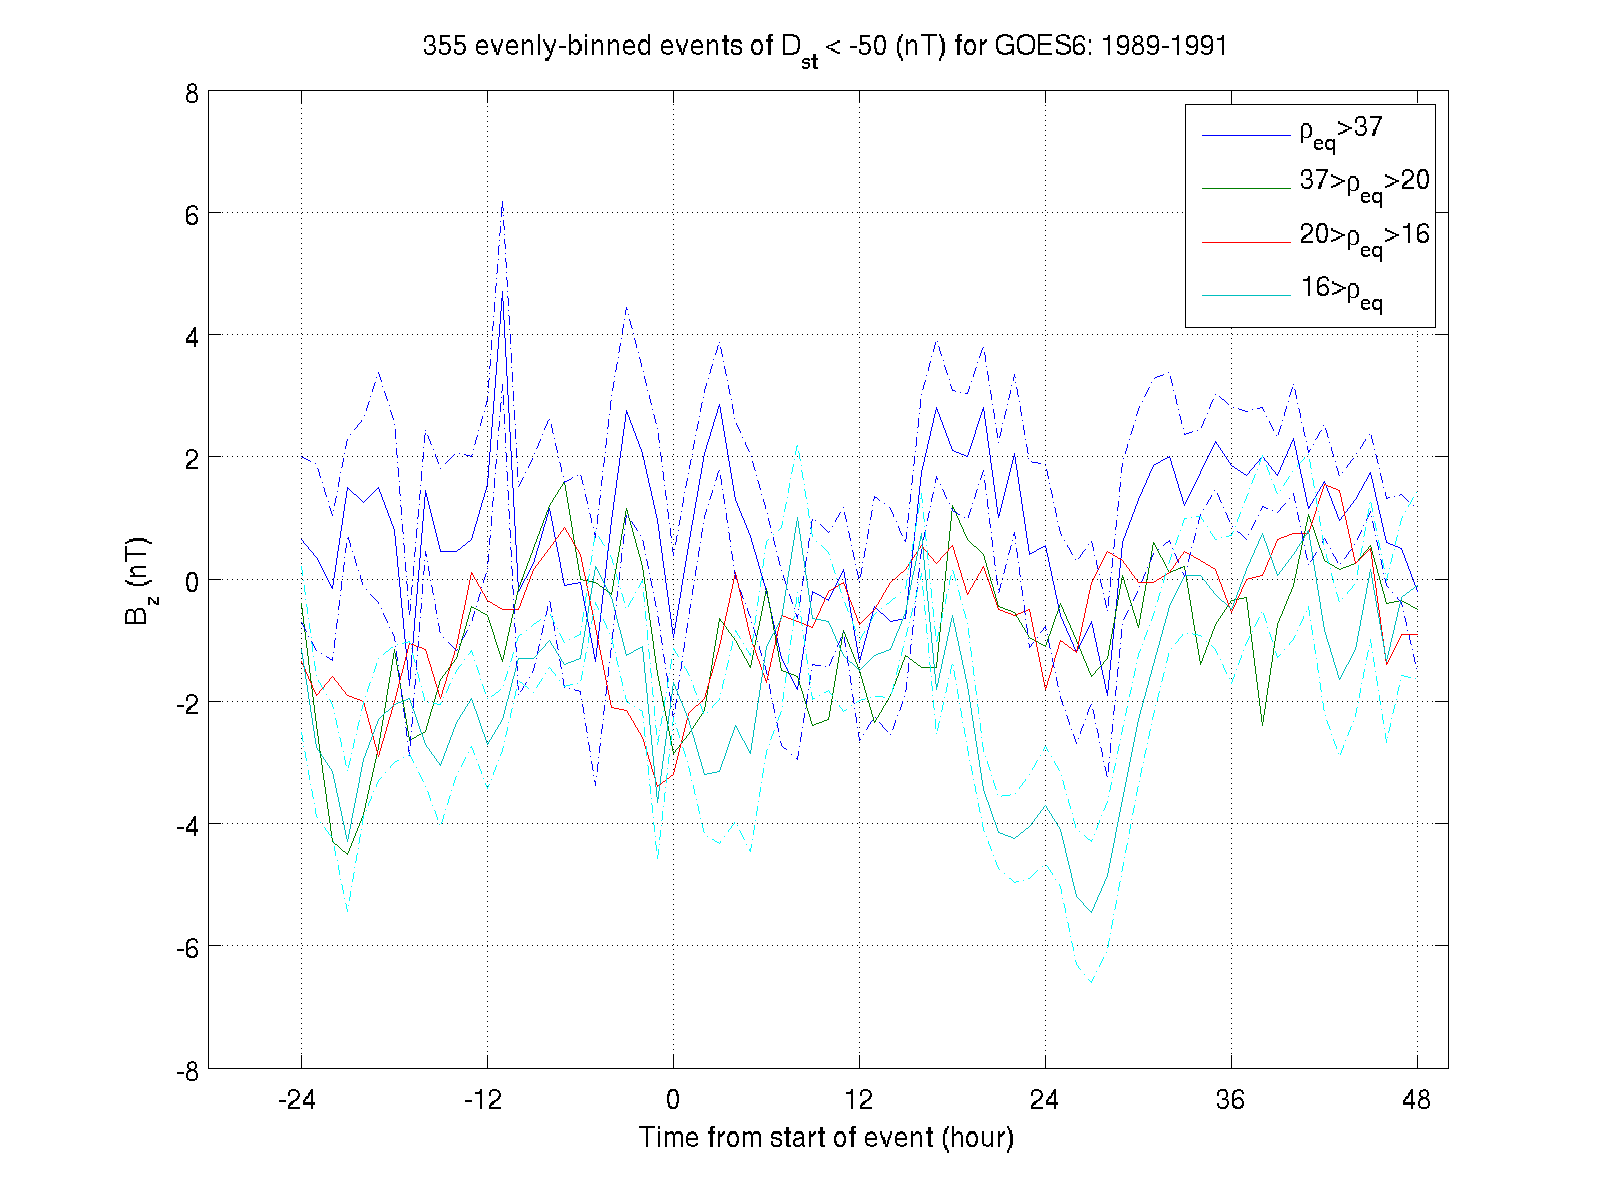 355 evenly-binned events of D_st < -50 (nT) for GOES6: 1989-1991
8
6
4
2
0
-2
-4
-6
-8
B_z (nT)
ρ_eq>37
37>ρ_eq>20
20>ρ_eq>16
16>ρ_eq
-24 -12 0 12 24 36 48
Time from start of event (hour)